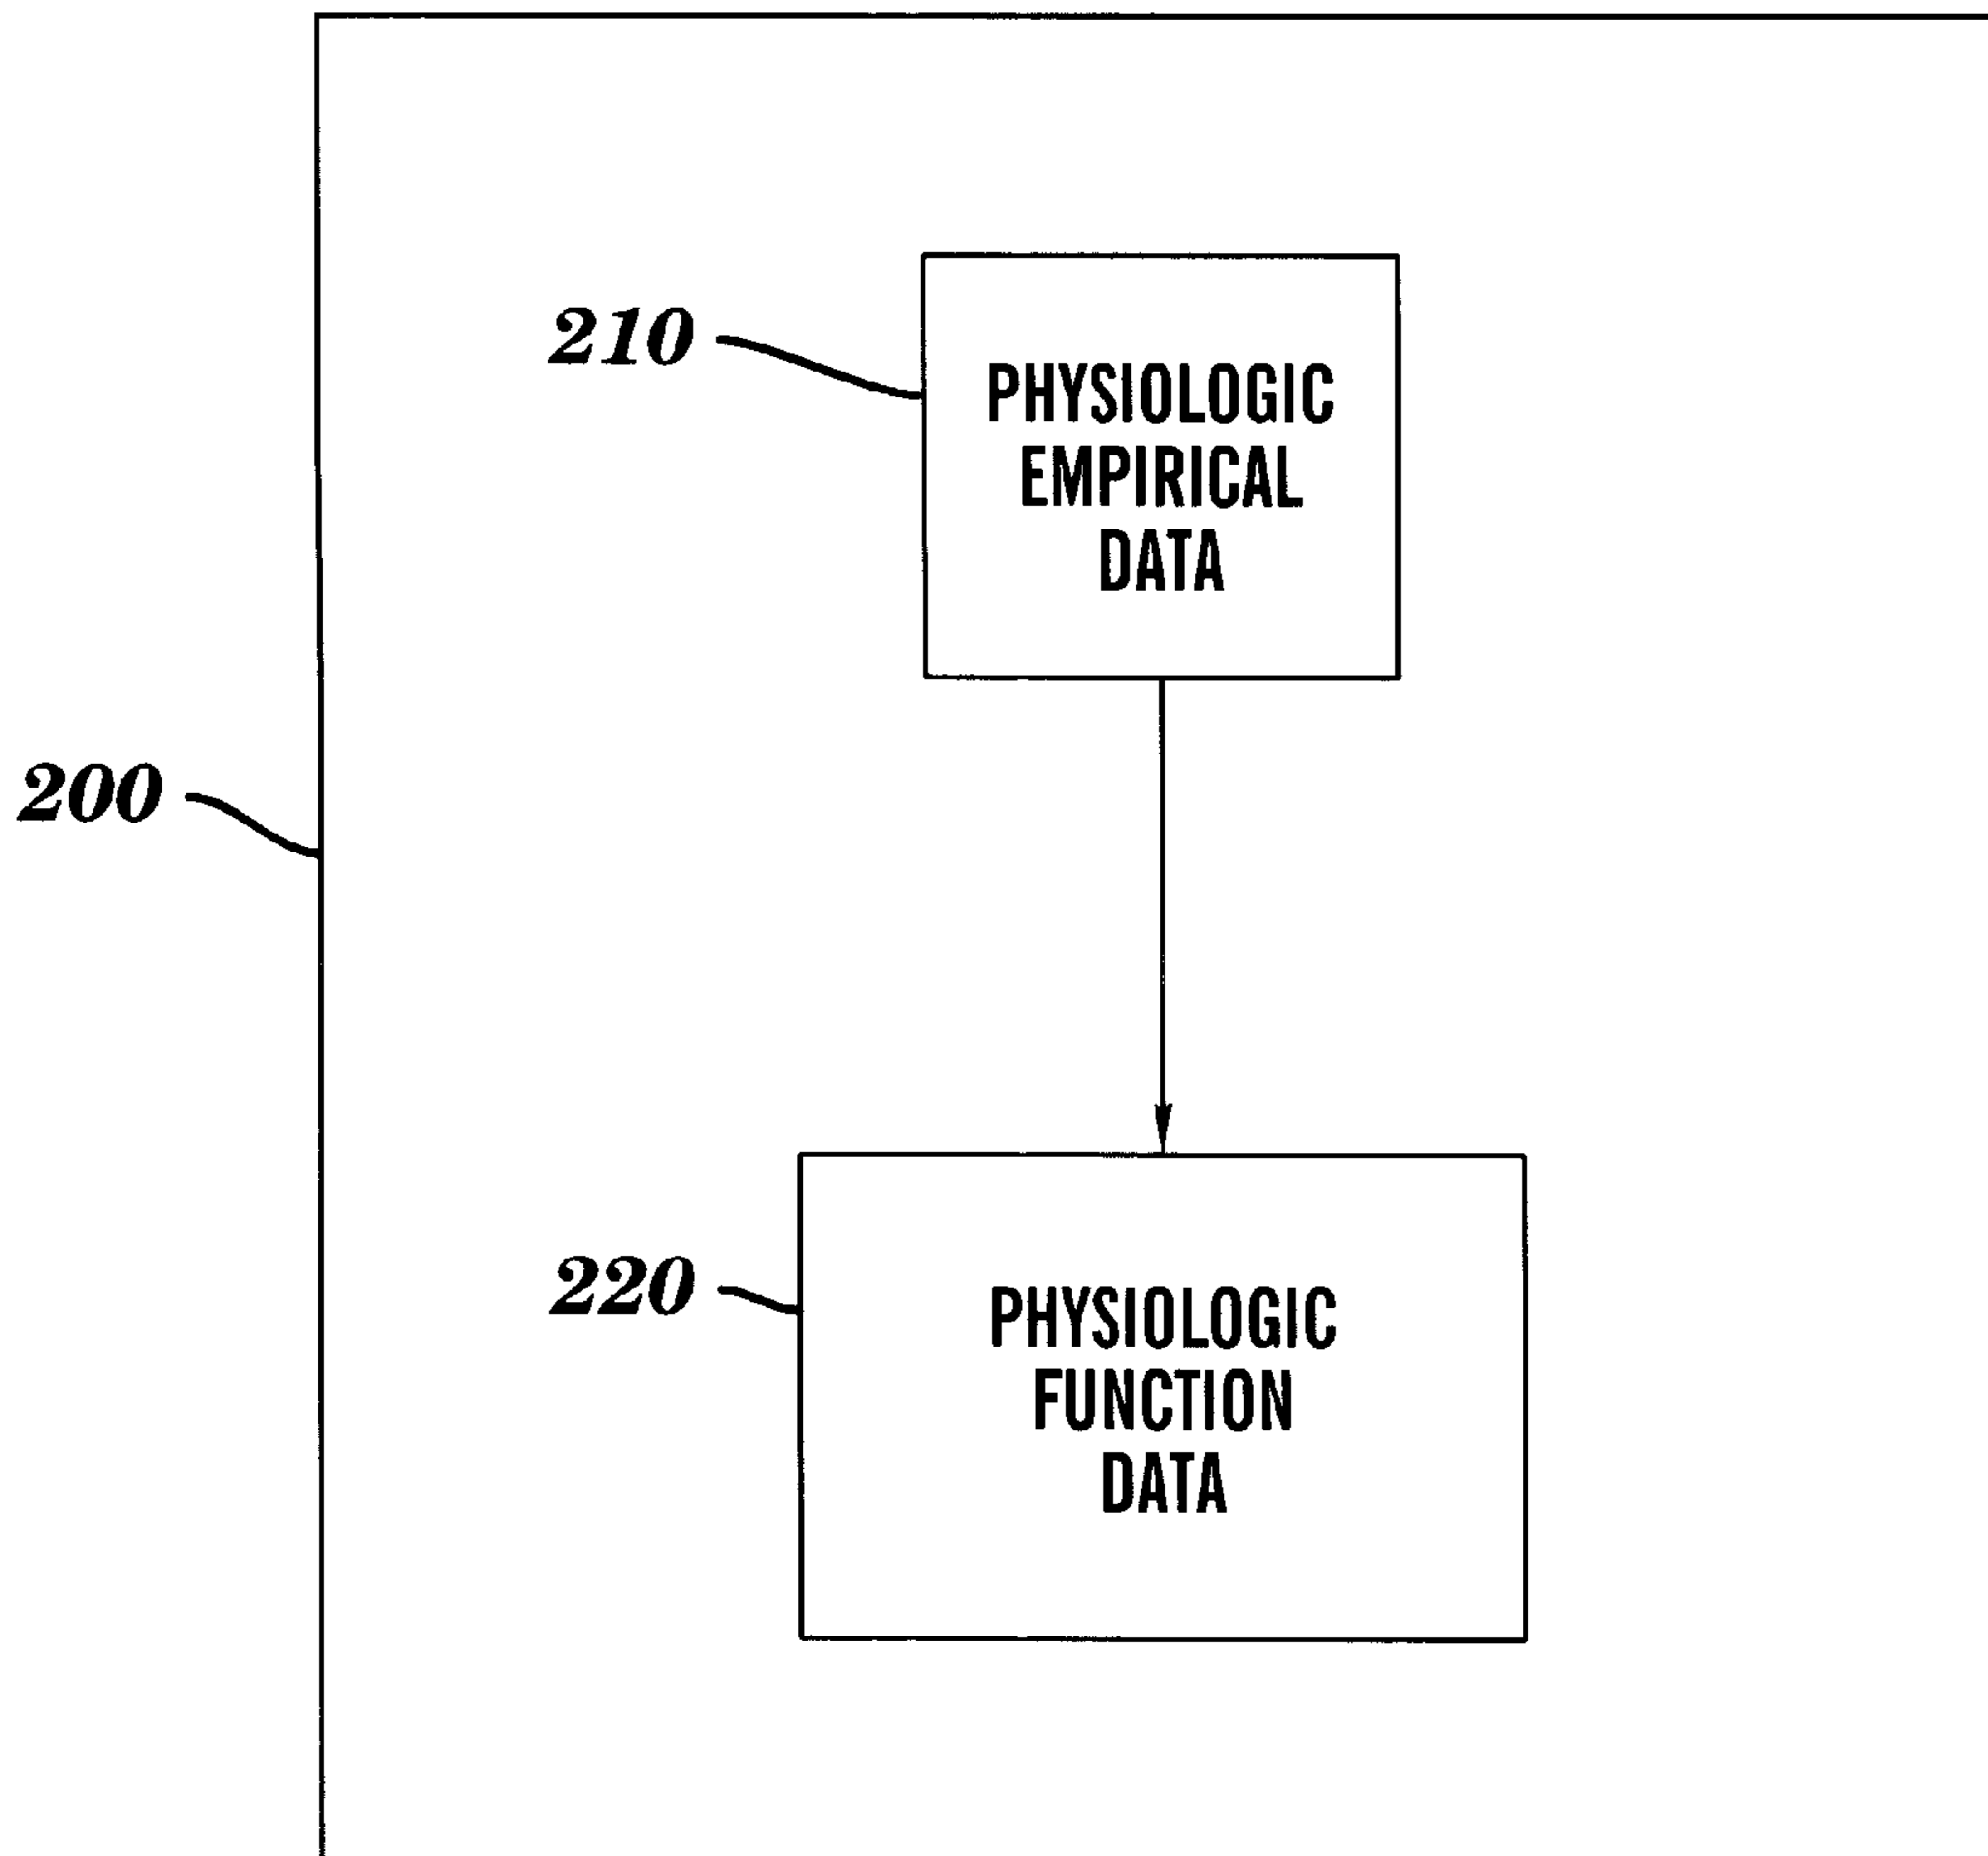 210
PHYSIOLOGIC
EMPIRICAL
DATA
200
220
PHYSIOLOGIC
FUNCTION
DATA